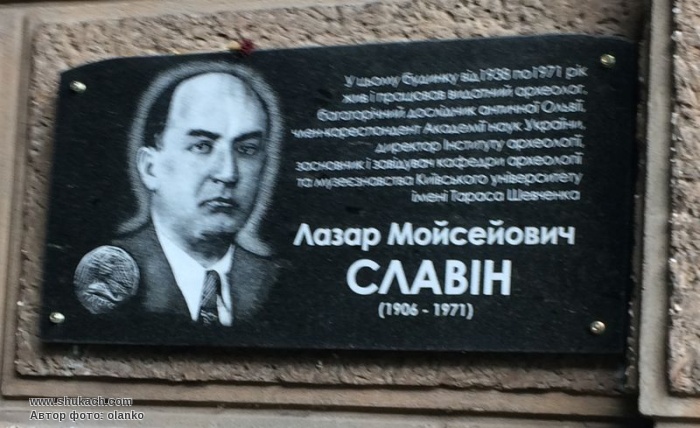 У цьому будинку від 1938 по 1971 рік
жив і працював видатний археолог,
багаторічний дослідник античної Ольвії,
член-кореспондент Академії наук України,
директор Інституту археології,
засновник і завідувач кафедри археології
та музеєзнавства Київського університету
імені Тараса Шевченка
Лазар Мойсейович
СЛАВІН
(1906 - 1971)
www.shukach.com
Автор фото: olanko